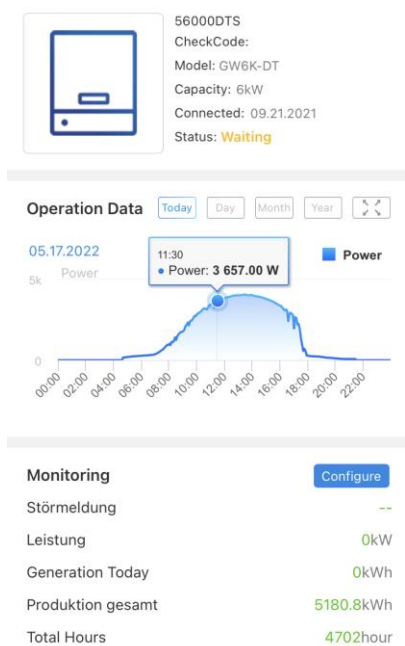 56000DTS
CheckCode:
Model: GW6K-DT
Capacity: 6kW
Connected: 09.21.2021
Status: Waiting
Operation Data Today Day Month Year
05.17.2022
Power
5k
11:30
Power: 3 657.00 W
Power
0
00:00 02:00 04:00 06:00 08:00 10:00 12:00 14:00 16:00 18:00 20:00 22:00
Monitoring Configure
Störmeldung --
Leistung 0kW
Generation Today 0kWh
Produktion gesamt 5180.8kWh
Total Hours 4702hour